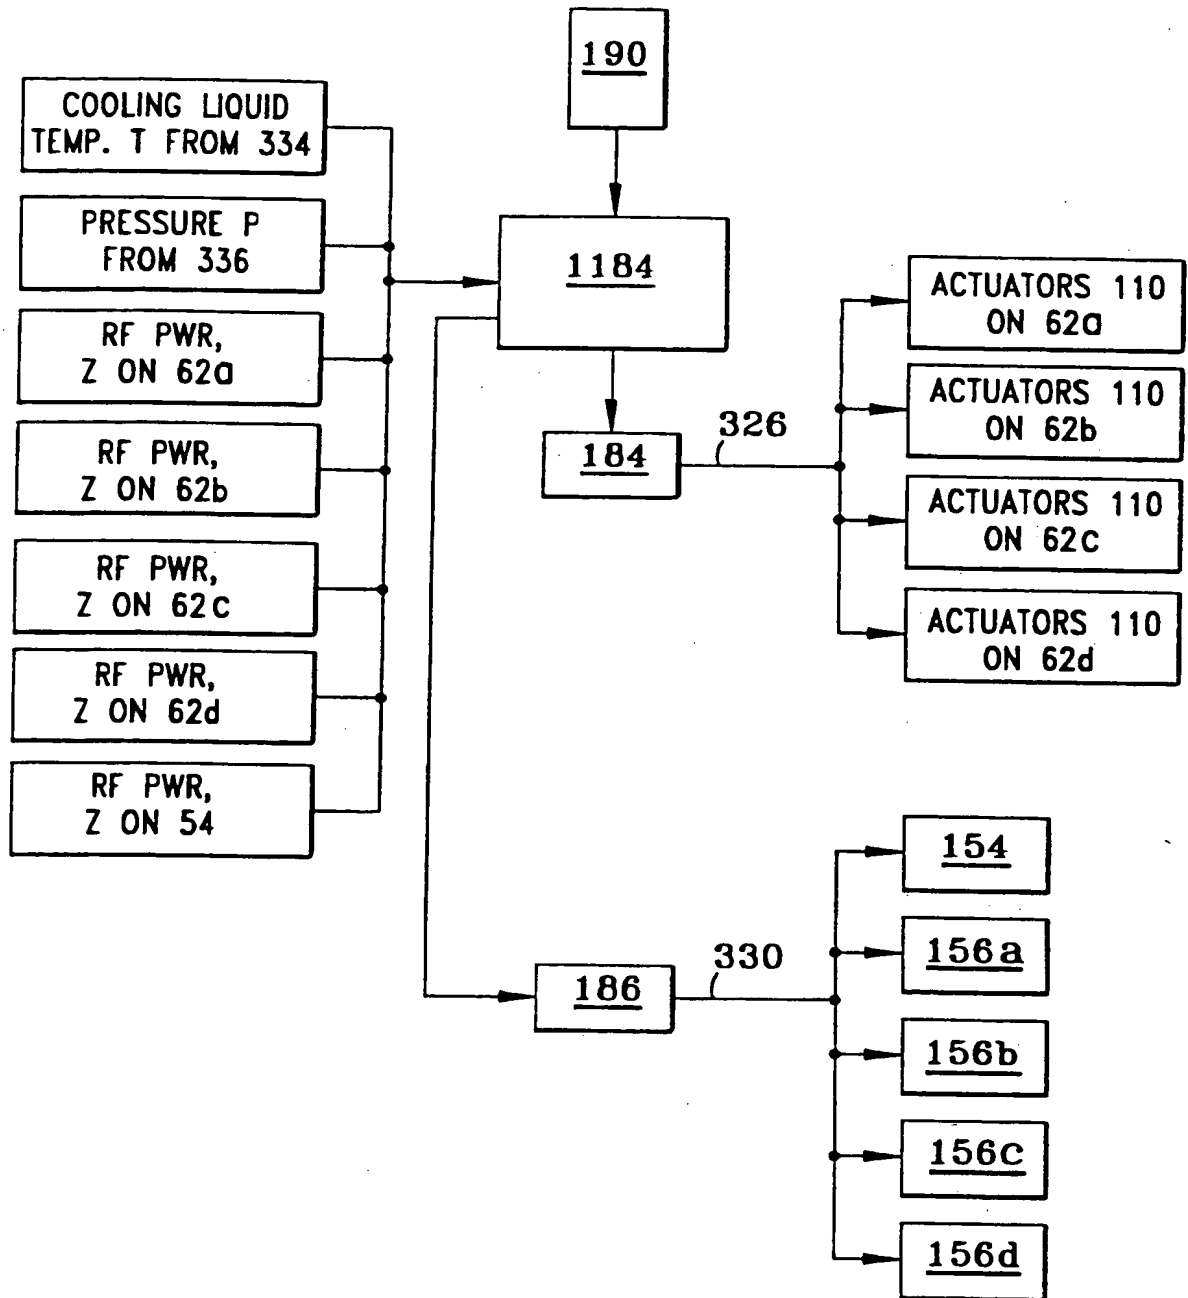 190
COOLING LIQUID
TEMP. T FROM 334
PRESSURE P
FROM 336
1184
RF PWR,
Z ON 62a
RF PWR,
Z ON 62b
RF PWR,
Z ON 62c
RF PWR,
Z ON 62d
RF PWR,
Z ON 54
184
326
ACTUATORS 110
ON 62a
ACTUATORS 110
ON 62b
ACTUATORS 110
ON 62c
ACTUATORS 110
ON 62d
186
330
154
156a
156b
156c
156d